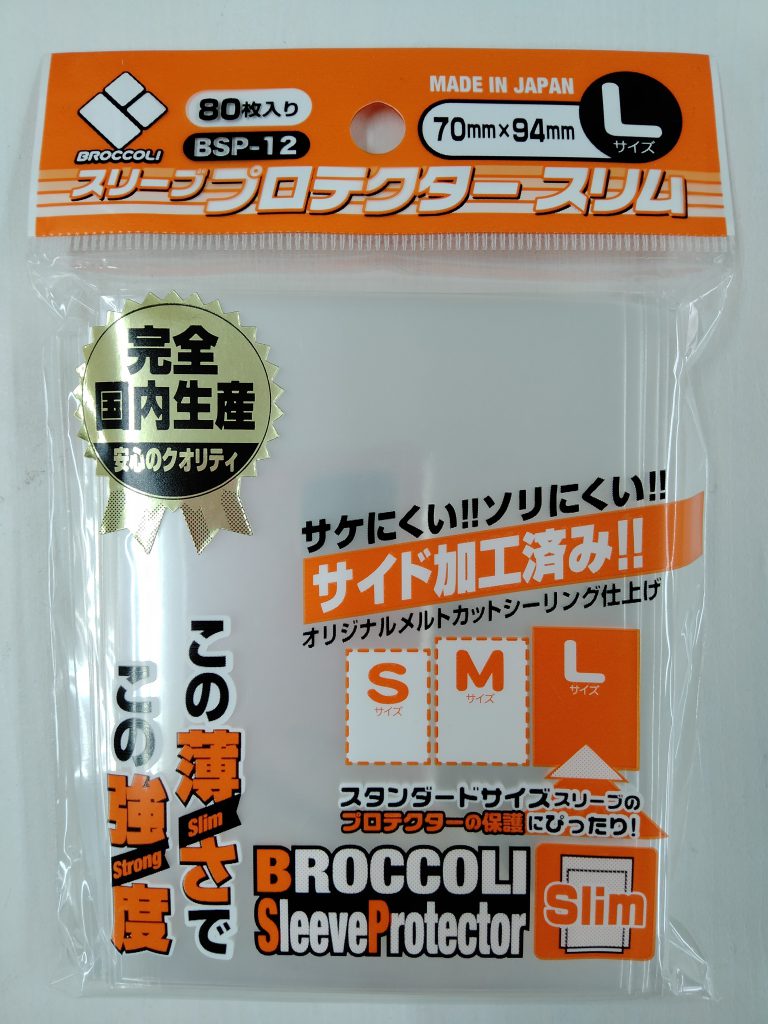 BROCCOLI
80枚入り
BSP-12
MADE IN JAPAN
70mm×94mm
L
サイズ
スリーブプロテクタースリム
完全
国内生産
安心のクオリティ
サケにくい!!ソリにくい!!
サイド加工済み!!
オリジナルメルトカットシーリング仕上げ
S
サイズ
M
サイズ
L
サイズ
この薄さで
Slim
この強度
Strong
スタンダードサイズスリーブの
プロテクターの保護にぴったり!
BROCCOLI
SleeveProtector
Slim